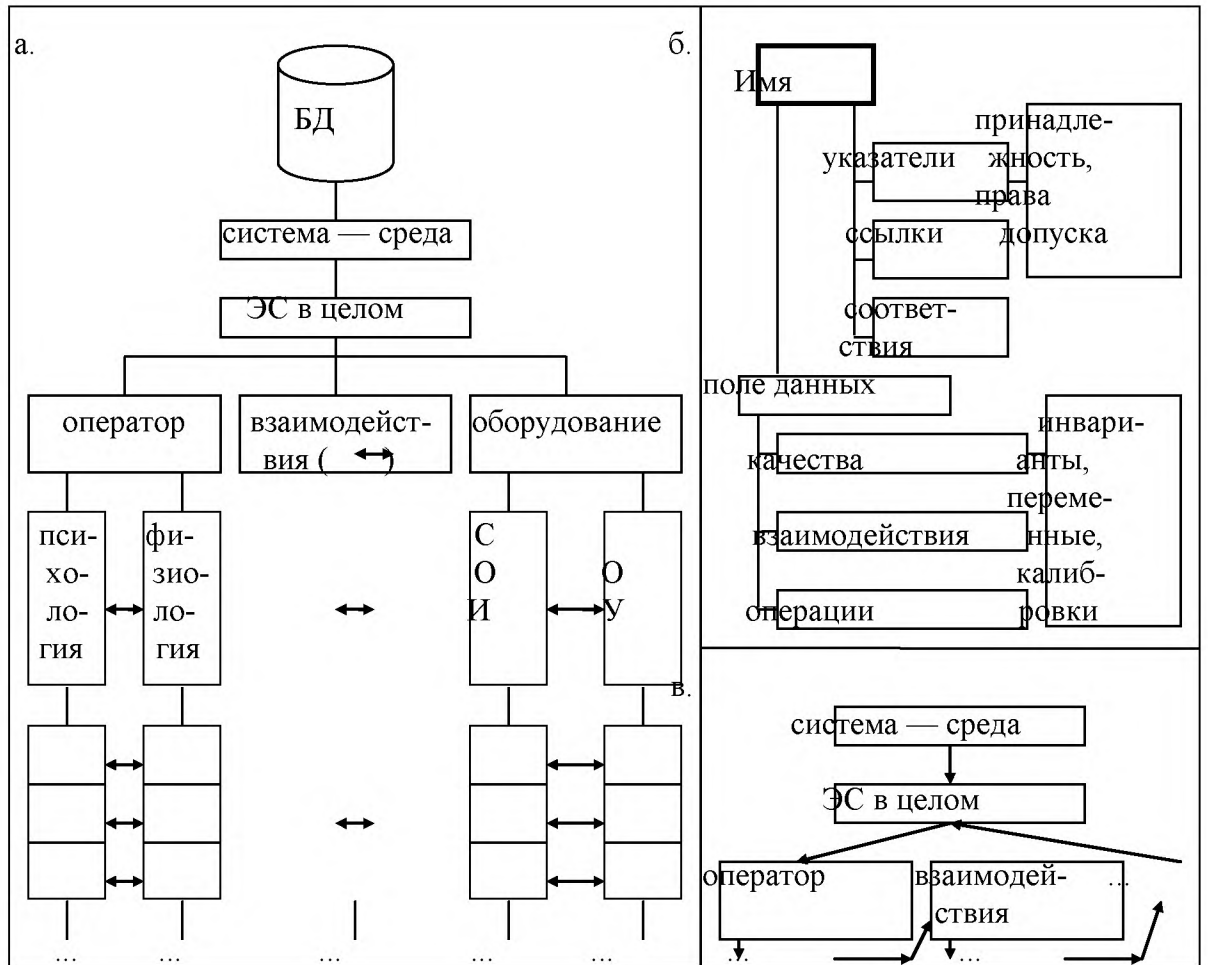 а.
БД
система — среда
ЭС в целом
оператор
взаимодейст-
вия ( )
оборудование
пси-
хо-
ло-
гия
фи-
зио-
ло-
гия
С
О
И
О
У
... ... ... ... ...
б.
Имя
указатели
принадле-
жность,
права
допуска
ссылки
соответ-
ствия
поле данных
качества
взаимодействия
операции
инвари-
анты,
переме-
нные,
калиб-
ровки
в.
система — среда
ЭС в целом
оператор
взаимодей-
ствия
...
... ...